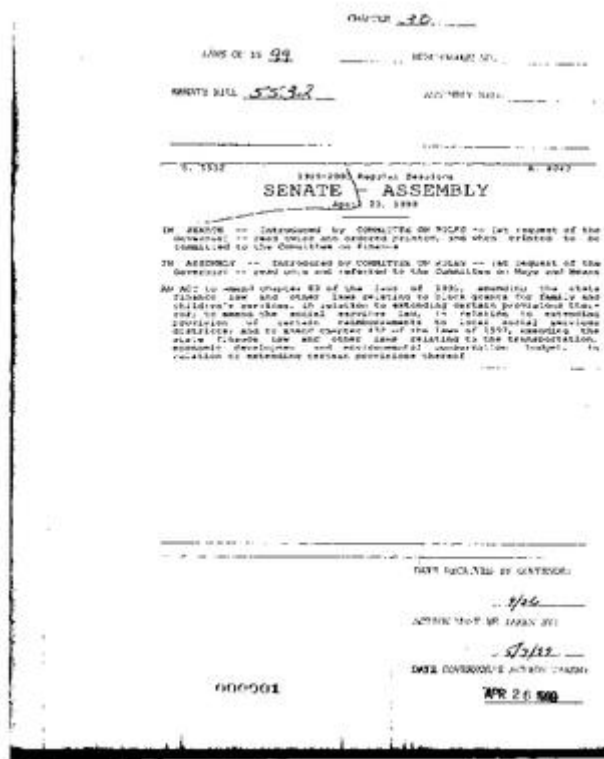 CHAPTER 30
LAWS OF 19 99
SENATE BILL 5532
ASSEMBLY BILL
S. 5532 A.
1999-2000 Regular Sessions
SENATE - ASSEMBLY
April 23, 1999
IN SENATE -- Introduced by COMMITTEE ON RULES -- (at request of the
Governor) -- read twice and ordered printed, and when printed to be
committed to the Committee on Finance
IN ASSEMBLY -- Introduced by COMMITTEE ON RULES -- (at request of the
Governor) -- read once and referred to the Committee on Ways and Means
AN ACT to amend chapter 83 of the laws of 1995, amending the state
finance law and other laws relating to block grants for family and
children's services, in relation to extending certain provisions there-
of; to amend the social services law, in relation to extending
provision of certain reimbursements to local social services
districts; and to amend chapter of the laws of 1997, amending the
state finance law and other laws relating to the transportation,
economic development and environmental conservation budget, in
relation to extending certain provisions thereof
DATE RECEIVED BY GOVERNOR:
4/26
ACTION MUST BE TAKEN BY:
5/7/99
DATE GOVERNOR'S ACTION TAKEN:
000001
APR 26 1999